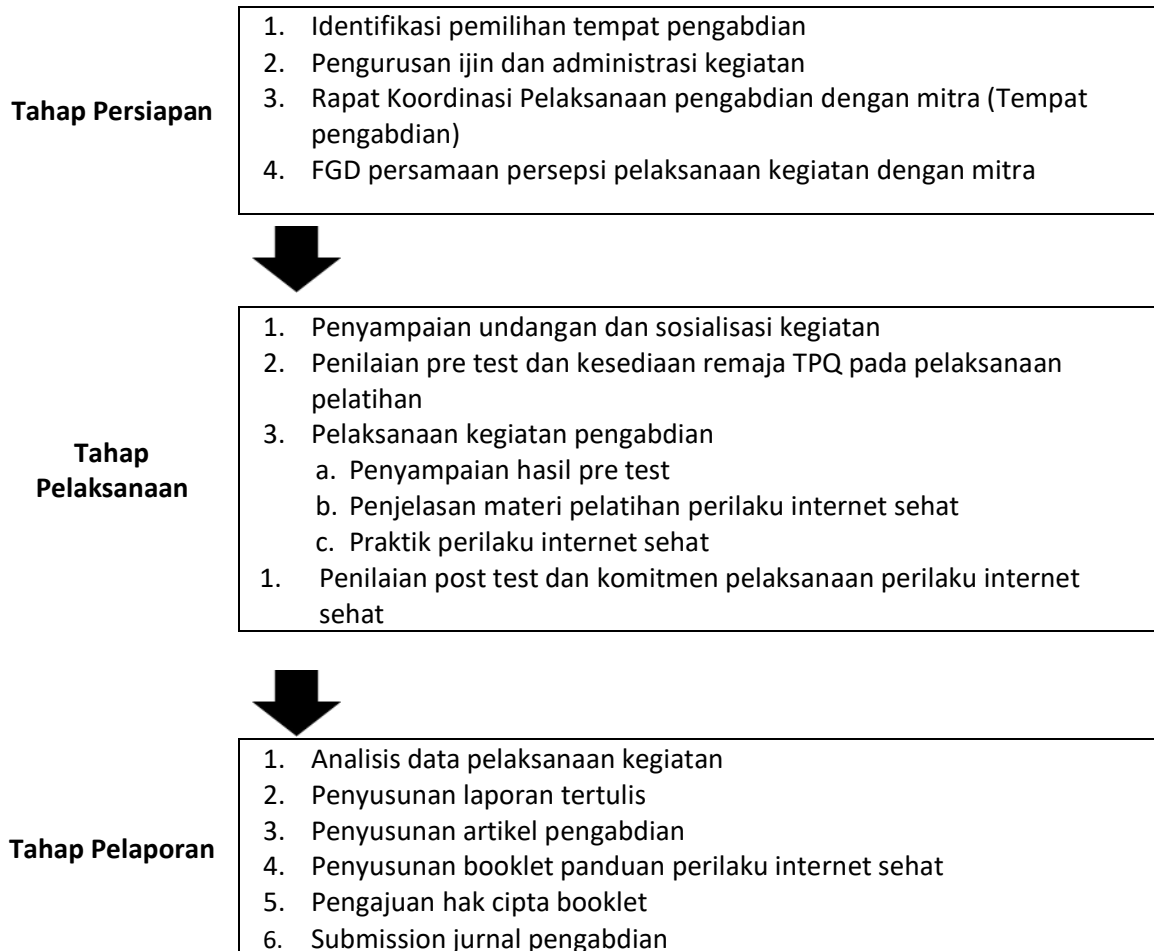 Tahap Persiapan
1. Identifikasi pemilihan tempat pengabdian
2. Pengurusan ijin dan administrasi kegiatan
3. Rapat Koordinasi Pelaksanaan pengabdian dengan mitra (Tempat
pengabdian)
4. FGD persamaan persepsi pelaksanaan kegiatan dengan mitra
Tahap
Pelaksanaan
1. Penyampaian undangan dan sosialisasi kegiatan
2. Penilaian pre test dan kesediaan remaja TPQ pada pelaksanaan
pelatihan
3. Pelaksanaan kegiatan pengabdian
a. Penyampaian hasil pre test
b. Penjelasan materi pelatihan perilaku internet sehat
c. Praktik perilaku internet sehat
1. Penilaian post test dan komitmen pelaksanaan perilaku internet
sehat
Tahap Pelaporan
1. Analisis data pelaksanaan kegiatan
2. Penyusunan laporan tertulis
3. Penyusunan artikel pengabdian
4. Penyusunan booklet panduan perilaku internet sehat
5. Pengajuan hak cipta booklet
6. Submission jurnal pengabdian